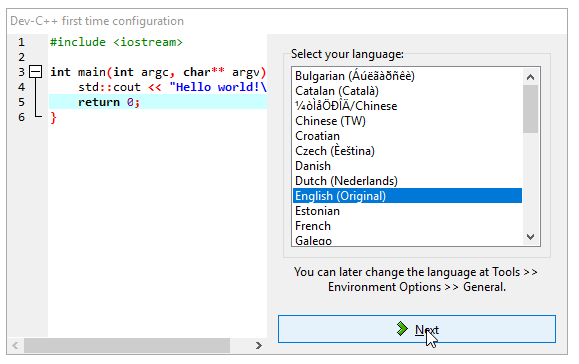 Dev-C++ first time configuration
1 #include <iostream>
2
3 int main(int argc, char** argv)
4 std::cout << "Hello world!\
5 return 0;
6 }
Select your language:
Bulgarian (Áúëãàðñêè)
Catalan (Català)
¼òÌåÖÐÎÄ/Chinese
Chinese (TW)
Croatian
Czech (Èeština)
Danish
Dutch (Nederlands)
English (Original)
Estonian
French
Galego
You can later change the language at Tools >>
Environment Options >> General.
Next